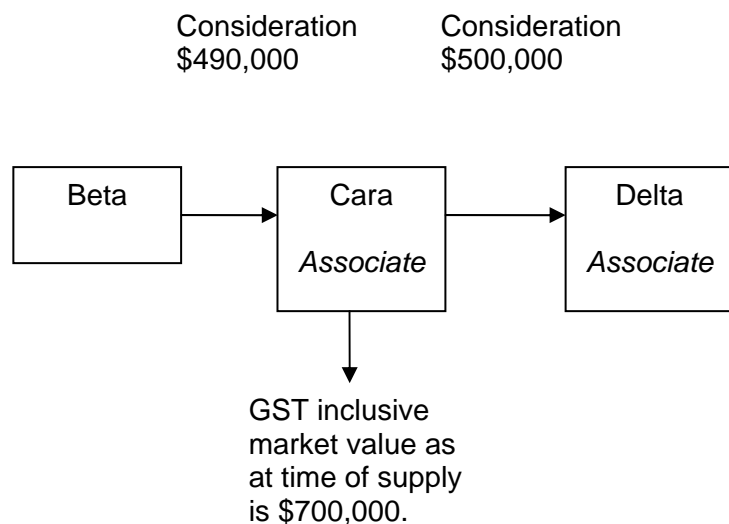 Consideration
$490,000
Consideration
$500,000
Beta
Cara
Associate
Delta
Associate
GST inclusive
market value as
at time of supply
is $700,000.